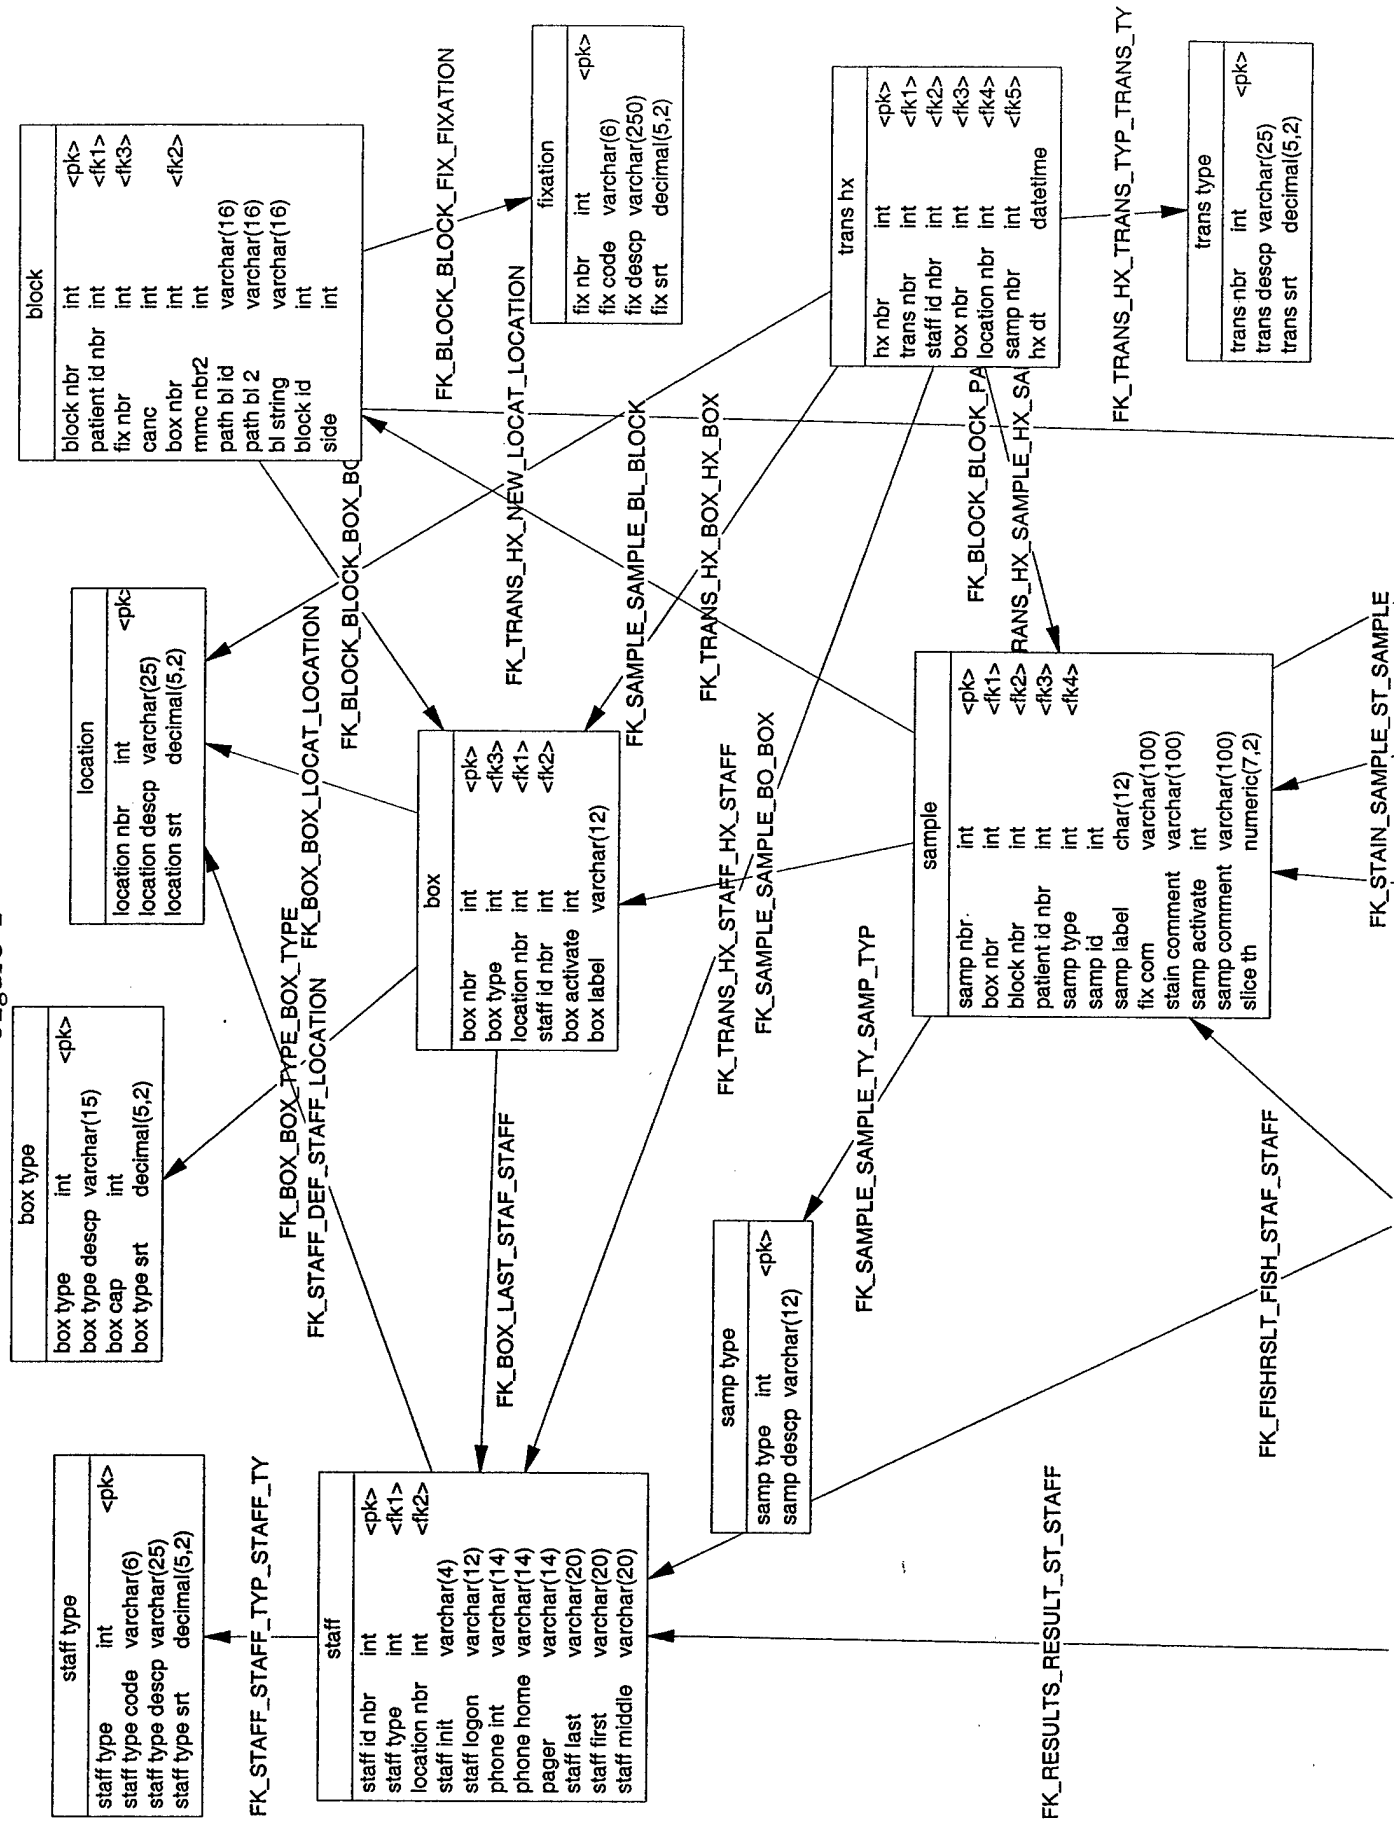 staff type
staff type int <pk>
staff type code varchar(6)
staff type descp varchar(25)
staff type srt decimal(5,2)
box type
box type int <pk>
box type descp varchar(15)
box cap int
box type srt decimal(5,2)
location
location nbr int <pk>
location descp varchar(25)
location srt decimal(5,2)
block
block nbr int <pk>
patient id nbr int <fk1>
fix nbr int <fk3>
canc int
box nbr int <fk2>
mmc nbr2 int
path bl id varchar(16)
path bl 2 varchar(16)
bl string varchar(16)
block id int
side int
FK_STAFF_STAFF_TYP_STAFF_TY
FK_BOX_BOX_TYPE_BOX_TYPE
FK_STAFF_DEF_STAFF_LOCATION
FK_BOX_BOX_LOCAT_LOCATION
FK_BLOCK_BLOCK_BOX_BO
FK_BLOCK_BLOCK_FIX_FIXATION
staff
staff id nbr int <pk>
staff type int <fk1>
location nbr int <fk2>
staff init varchar(4)
staff logon varchar(12)
phone int varchar(14)
phone home varchar(14)
pager varchar(14)
staff last varchar(20)
staff first varchar(20)
staff middle varchar(20)
FK_BOX_LAST_STAF_STAFF
box
box nbr int <pk>
box type int <fk3>
location nbr int <fk1>
staff id nbr int <fk2>
box activate int
box label varchar(12)
FK_TRANS_HX_NEW_LOCAT_LOCATION
fixation
fix nbr int <pk>
fix code varchar(6)
fix descp varchar(250)
fix srt decimal(5,2)
FK_SAMPLE_SAMPLE_BL_BLOCK
FK_TRANS_HX_BOX_HX_BOX
FK_TRANS_HX_STAFF_HX_STAFF
FK_SAMPLE_SAMPLE_BO_BOX
samp type
samp type int <pk>
samp descp varchar(12)
FK_SAMPLE_SAMPLE_TY_SAMP_TYP
trans hx
hx nbr int <pk>
trans nbr int <fk1>
staff id nbr int <fk2>
box nbr int <fk3>
location nbr int <fk4>
samp nbr int <fk5>
hx dt datetime
FK_BLOCK_BLOCK_PA
RANS_HX_SAMPLE_HX_SA
sample
samp nbr int <pk>
box nbr int <fk1>
block nbr int <fk2>
patient id nbr int <fk3>
samp type int <fk4>
samp id int
samp label char(12)
fix com varchar(100)
stain comment varchar(100)
samp activate int
samp comment varchar(100)
slice th numeric(7,2)
FK_TRANS_HX_TRANS_TYP_TRANS_TY
trans type
trans nbr int <pk>
trans descp varchar(25)
trans srt decimal(5,2)
FK_RESULTS_RESULT_ST_STAFF
FK_FISHRSLT_FISH_STAF_STAFF
FK_STAIN_SAMPLE_ST_SAMPLE